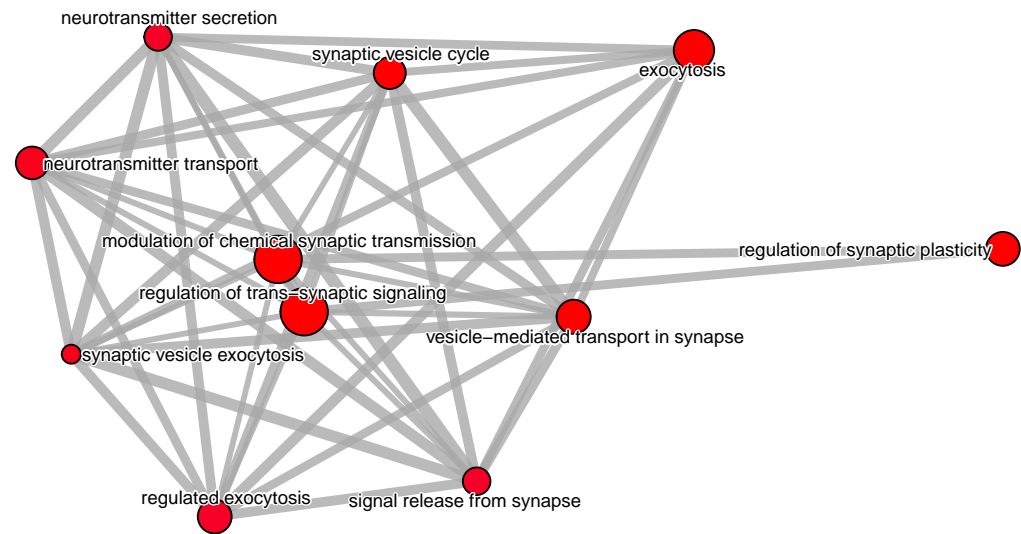 neurotransmitter secretion
synaptic vesicle cycle
exocytosis
neurotransmitter transport
modulation of chemical synaptic transmission
regulation of synaptic plasticity
regulation of trans−synaptic signaling
vesicle−mediated transport in synapse
synaptic vesicle exocytosis
regulated exocytosis
signal release from synapse